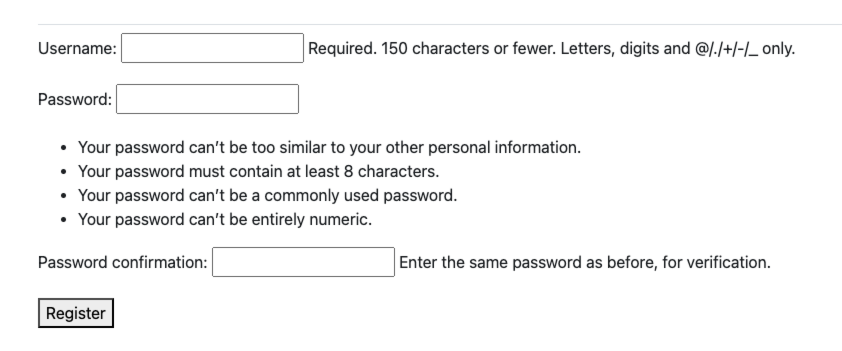 Username: Required. 150 characters or fewer. Letters, digits and @/./+/-/_ only.
Password:
• Your password can’t be too similar to your other personal information.
• Your password must contain at least 8 characters.
• Your password can’t be a commonly used password.
• Your password can’t be entirely numeric.
Password confirmation: Enter the same password as before, for verification.
Register